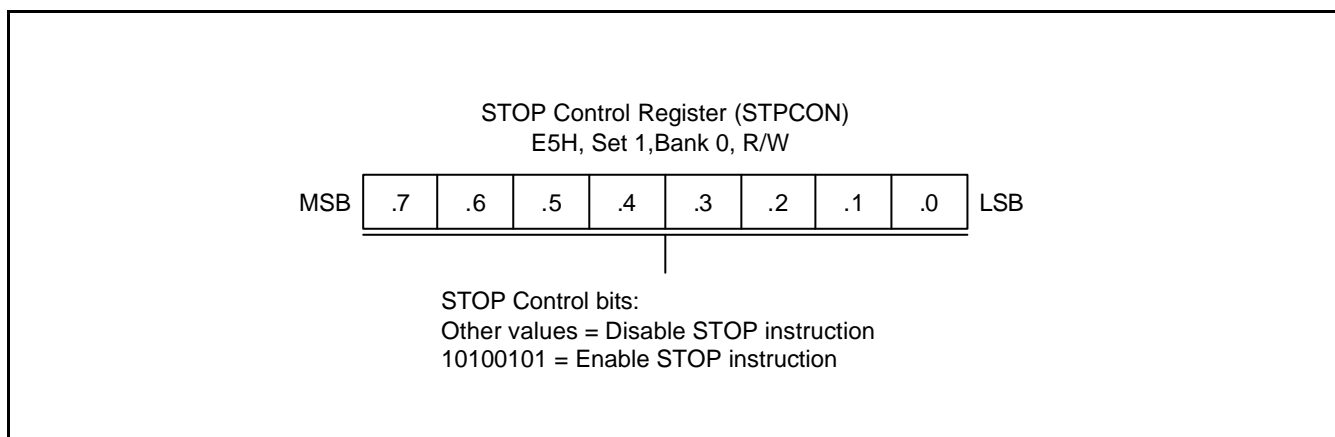 STOP Control Register (STPCON)
E5H, Set 1,Bank 0, R/W
MSB .7 .6 .5 .4 .3 .2 .1 .0 LSB
STOP Control bits:
Other values = Disable STOP instruction
10100101 = Enable STOP instruction